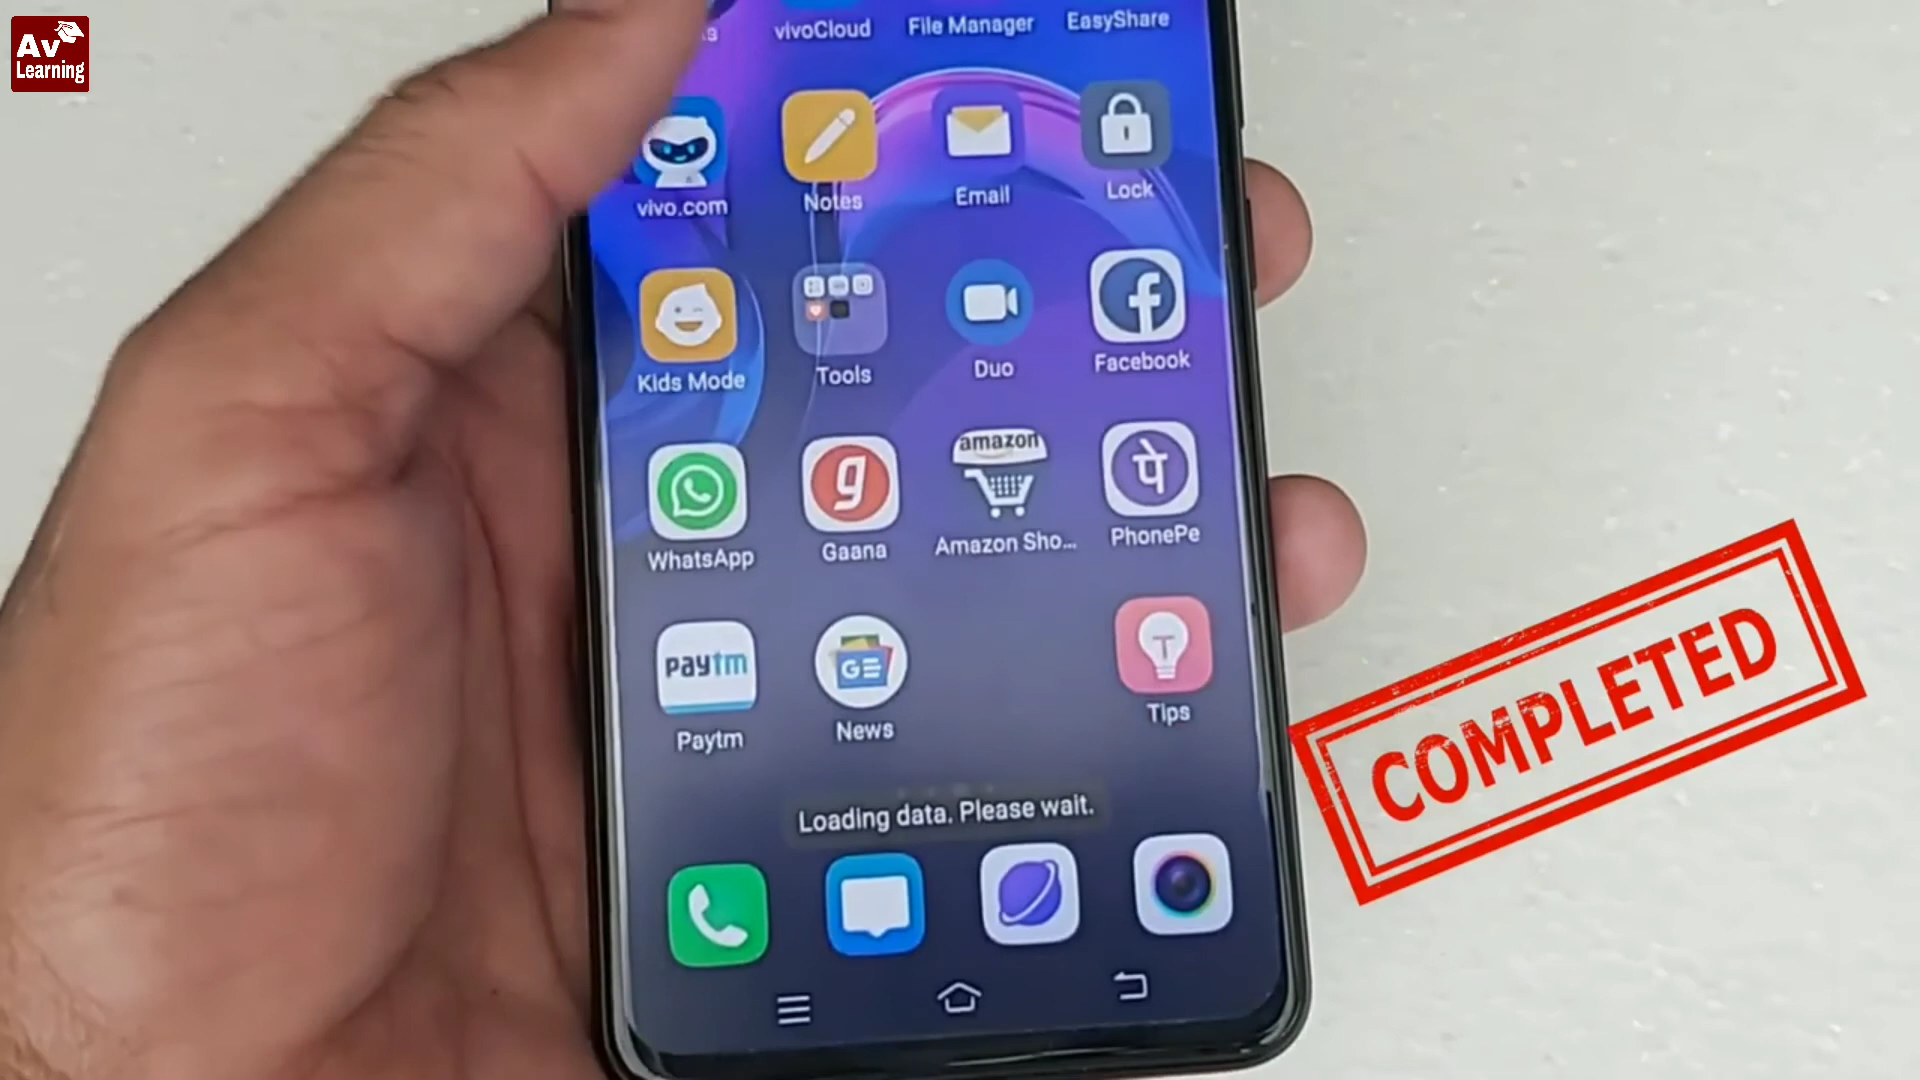 Av
Learning
vivoCloud File Manager EasyShare
vivo.com Notes Email Lock
Kids Mode Tools Duo Facebook
amazon
g
पे
WhatsApp Gaana Amazon Sho... PhonePe
paytm
GE
T
Paytm News Tips
Loading data. Please wait.
COMPLETED